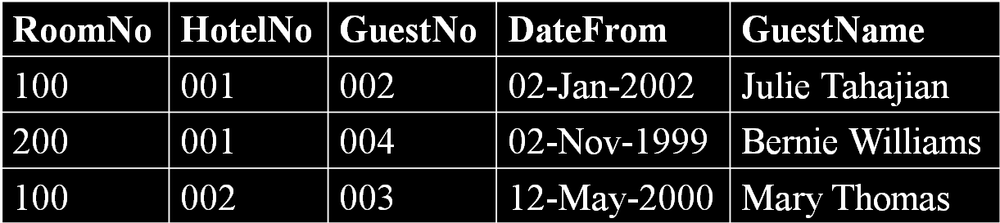 RoomNo HotelNo GuestNo DateFrom GuestName
100 001 002 02-Jan-2002 Julie Tahajian
200 001 004 02-Nov-1999 Bernie Williams
100 002 003 12-May-2000 Mary Thomas